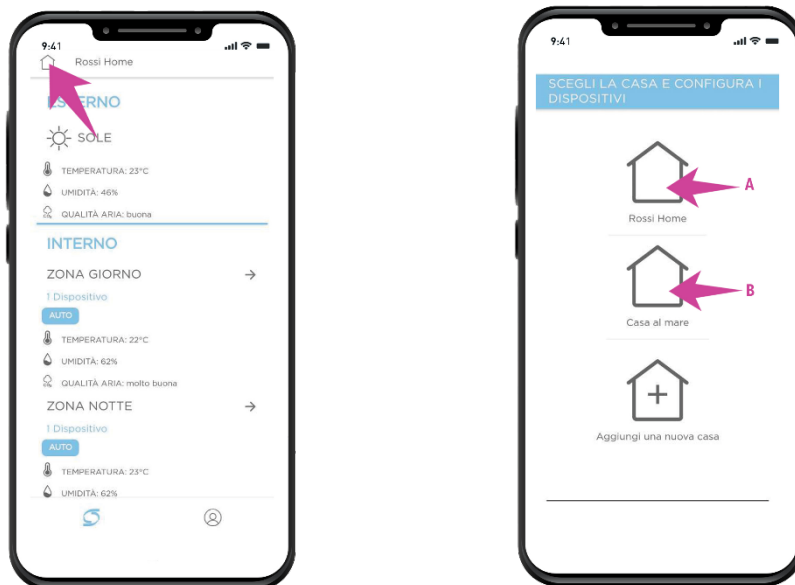 9:41
Rossi Home
ESTERNO
SOLE
TEMPERATURA: 23°C
UMIDITÀ: 46%
QUALITÀ ARIA: buona
INTERNO
ZONA GIORNO
1 Dispositivo
AUTO
TEMPERATURA: 22°C
UMIDITÀ: 62%
QUALITÀ ARIA: molto buona
ZONA NOTTE
1 Dispositivo
AUTO
TEMPERATURA: 23°C
UMIDITÀ: 62%
9:41
SCEGLI LA CASA E CONFIGURA I
DISPOSITIVI
A
Rossi Home
B
Casa al mare
Aggiungi una nuova casa